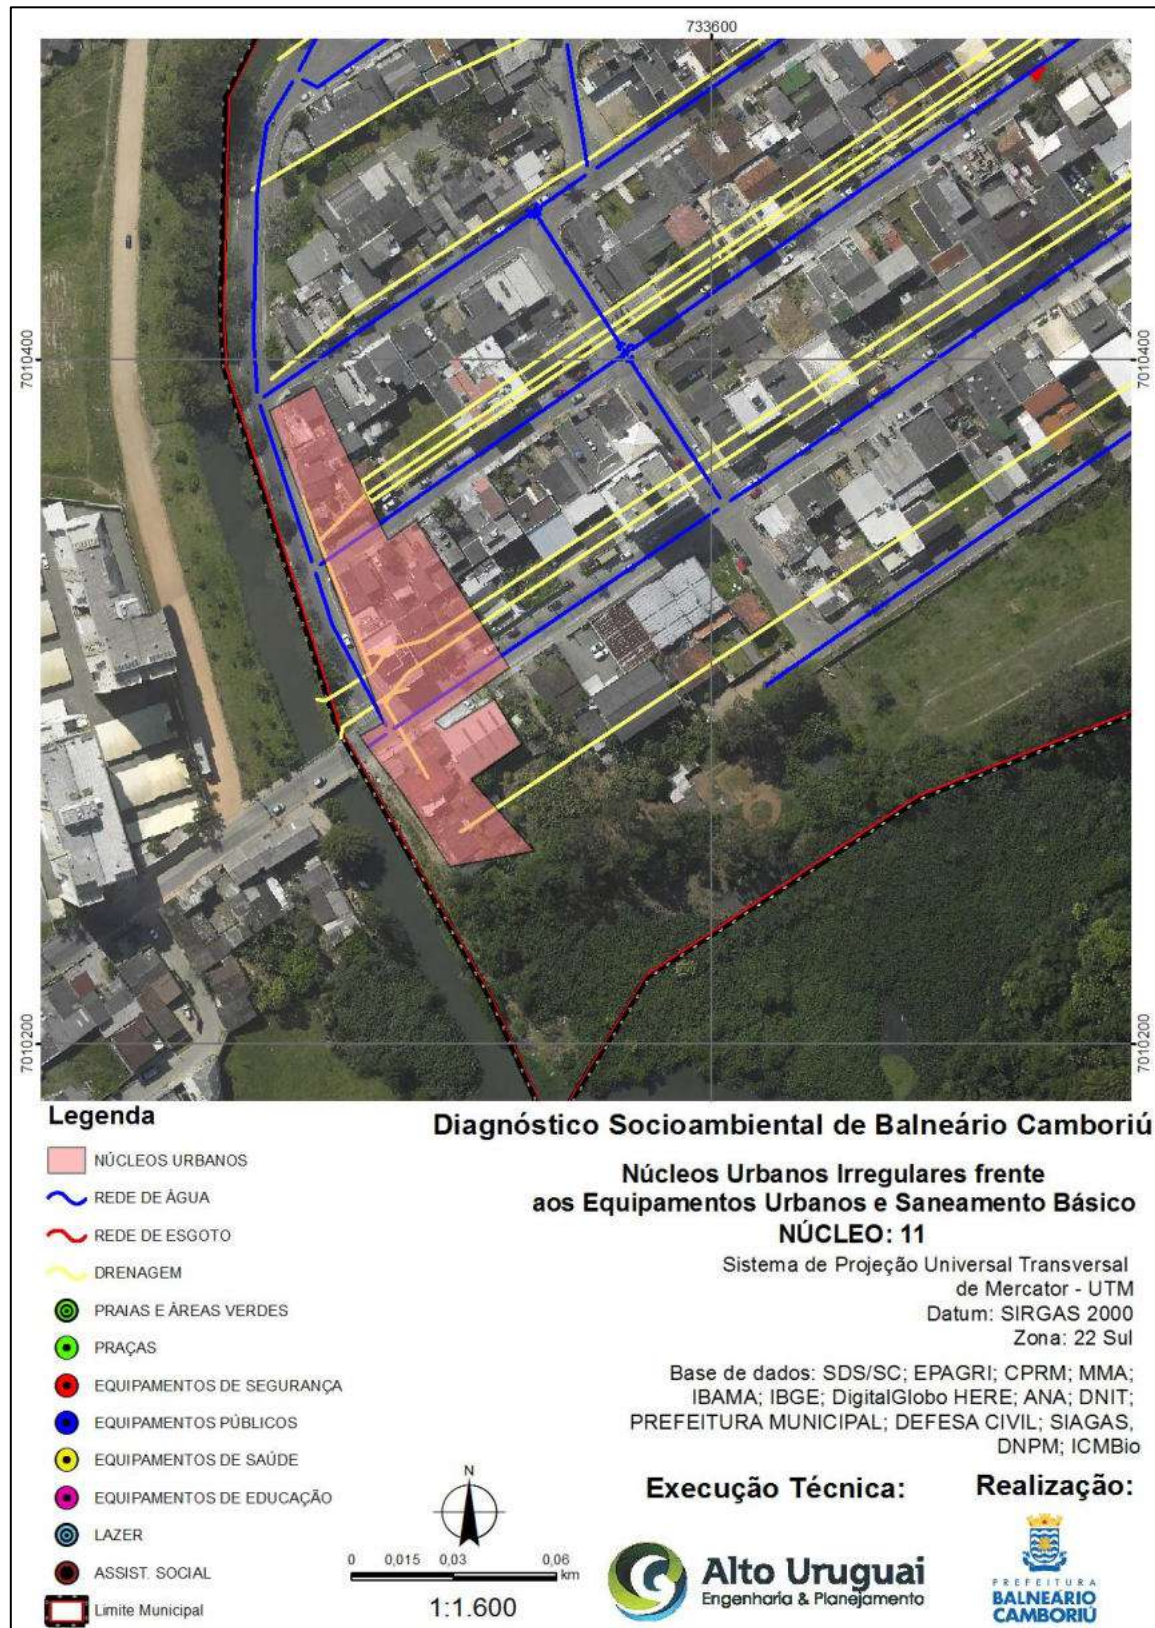 733600
7010400
7010400
7010200
7010200
Legenda
NÚCLEOS URBANOS
REDE DE ÁGUA
REDE DE ESGOTO
DRENAGEM
PRAIAS E ÁREAS VERDES
PRAÇAS
EQUIPAMENTOS DE SEGURANÇA
EQUIPAMENTOS PÚBLICOS
EQUIPAMENTOS DE SAÚDE
EQUIPAMENTOS DE EDUCAÇÃO
LAZER
ASSIST. SOCIAL
Limite Municipal
N
0 0,015 0,03 0,06
km
1:1.600
Diagnóstico Socioambiental de Balneário Camboriú
Núcleos Urbanos Irregulares frente
aos Equipamentos Urbanos e Saneamento Básico
NÚCLEO: 11
Sistema de Projeção Universal Transversal
de Mercator - UTM
Datum: SIRGAS 2000
Zona: 22 Sul
Base de dados: SDS/SC; EPAGRI; CPRM; MMA;
IBAMA; IBGE; DigitalGlobo HERE; ANA; DNIT;
PREFEITURA MUNICIPAL; DEFESA CIVIL; SIAGAS,
DNPM; ICMBio
Execução Técnica:
Alto Uruguai
Engenharia & Planejamento
Realização:
PREFEITURA
BALNEÁRIO
CAMBORIÚ